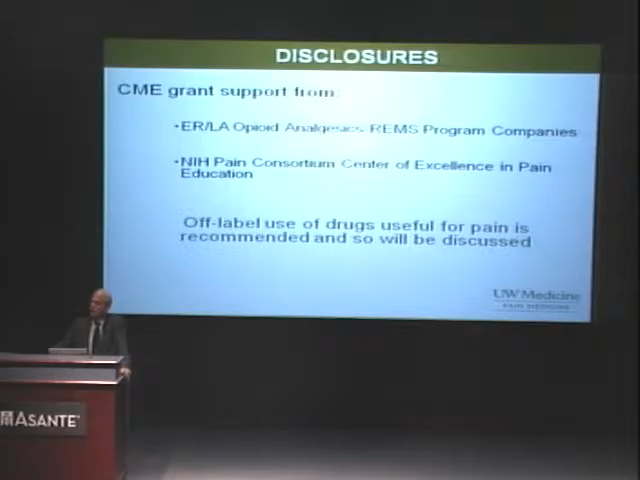 DISCLOSURES
CME grant support from:
•ER/LA Opioid Analgesics REMS Program Companies
•NIH Pain Consortium Center of Excellence in Pain
Education
Off-label use of drugs useful for pain is
recommended and so will be discussed
UW Medicine
PAIN MEDICINE
ASANTE